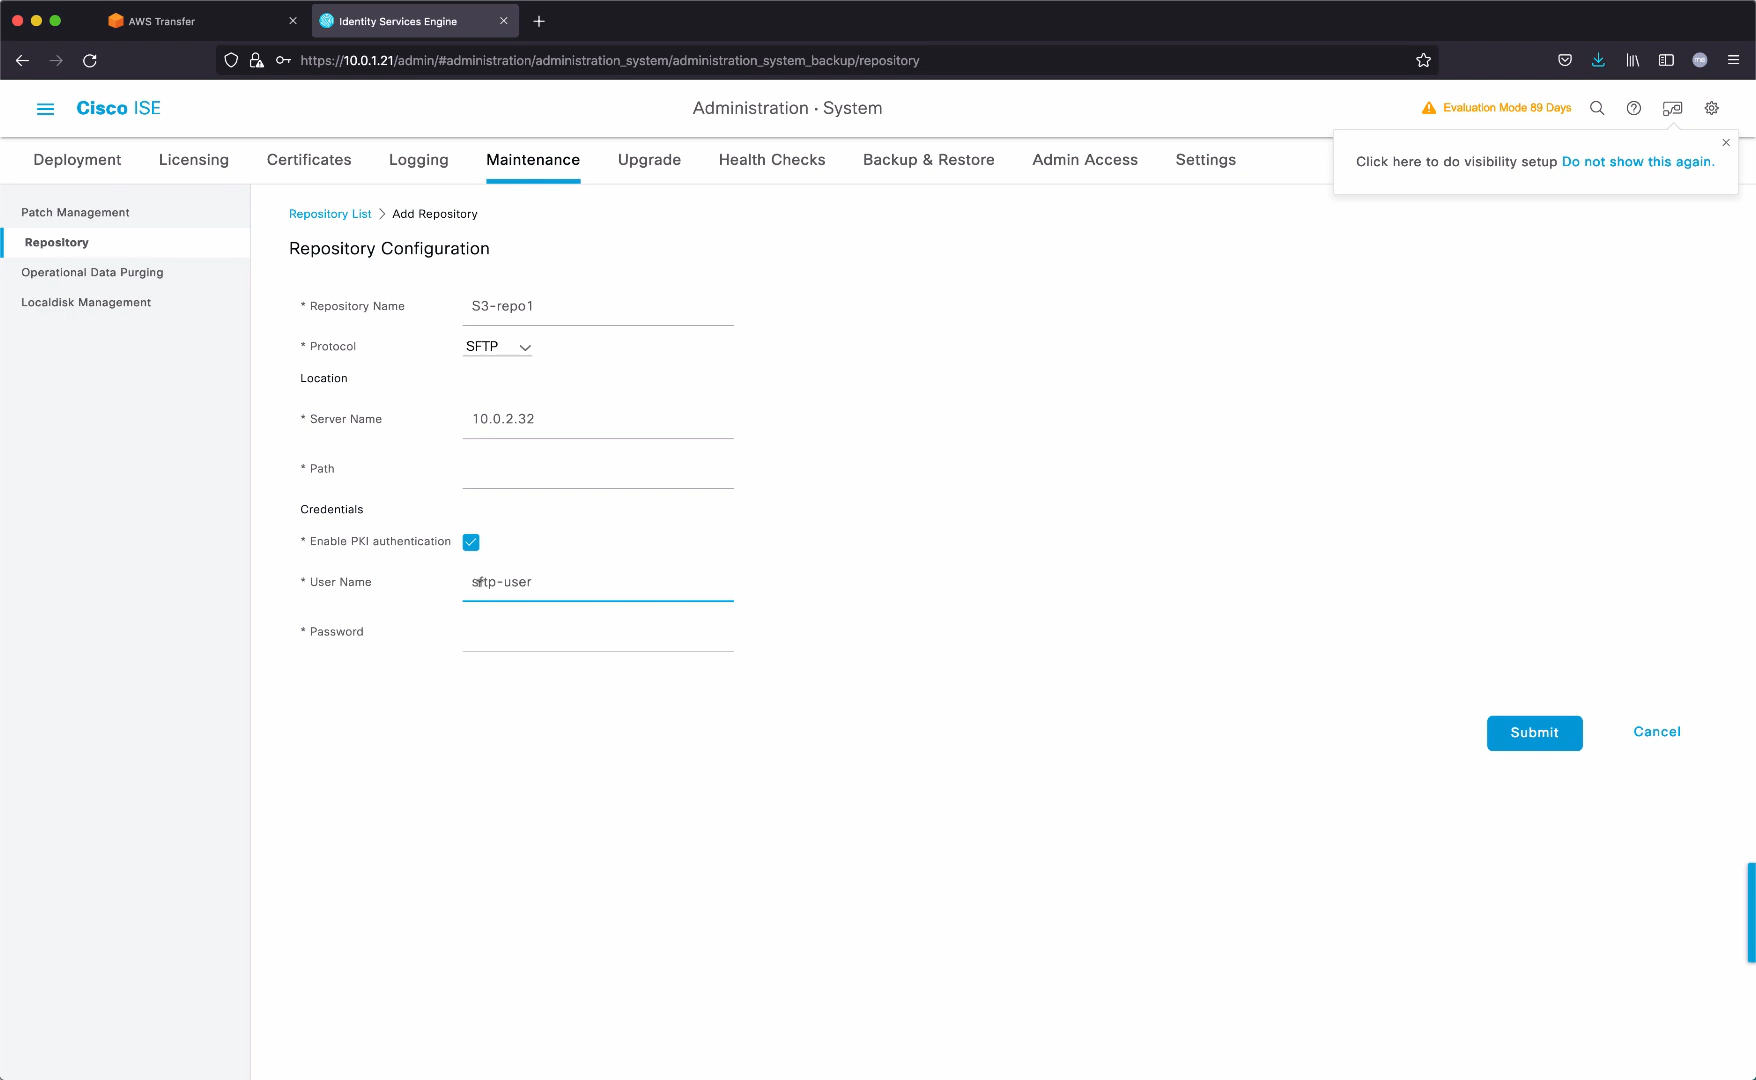 AWS Transfer
Identity Services Engine
https://10.0.1.21/admin/#administration/administration_system/administration_system_backup/repository
Cisco ISE
Administration · System
Evaluation Mode 89 Days
Click here to do visibility setup Do not show this again.
Deployment
Licensing
Certificates
Logging
Maintenance
Upgrade
Health Checks
Backup & Restore
Admin Access
Settings
Patch Management
Repository
Operational Data Purging
Localdisk Management
Repository List > Add Repository
Repository Configuration
* Repository Name S3-repo1
* Protocol SFTP
Location
* Server Name 10.0.2.32
* Path
Credentials
* Enable PKI authentication
* User Name sftp-user
* Password
Submit
Cancel